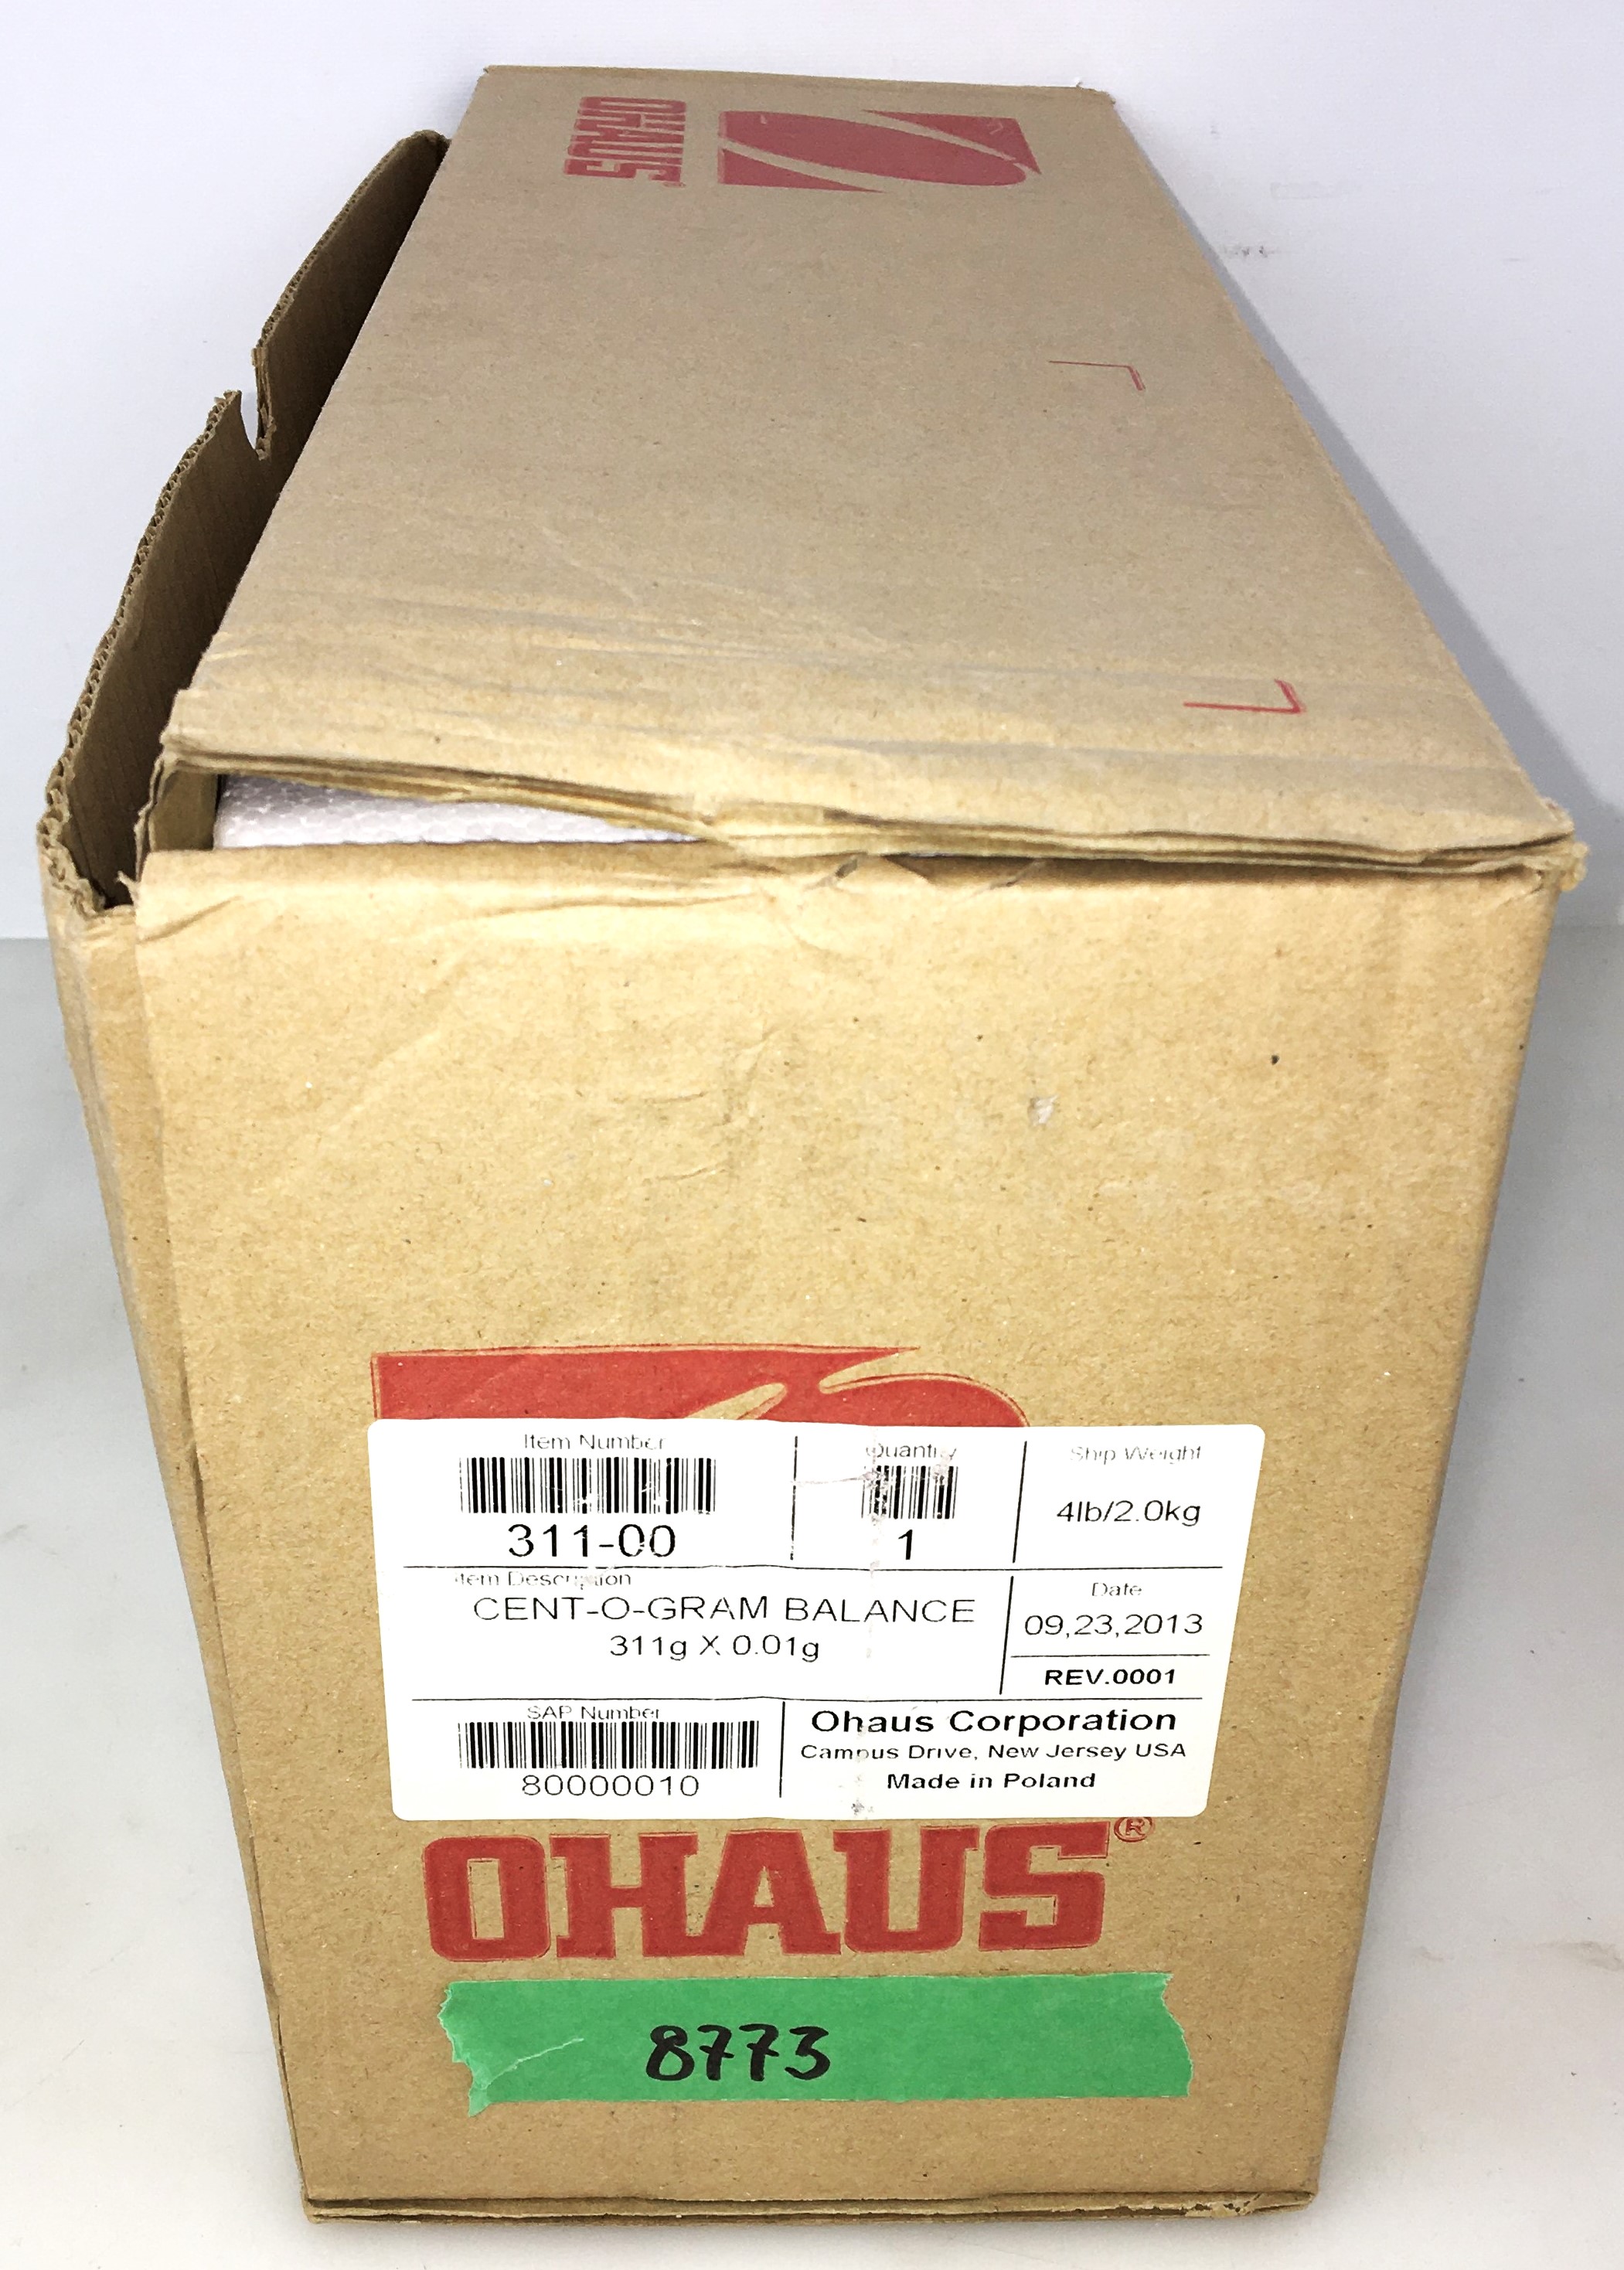 OHAUS®
Item Number
311-00
Quantity
1
Ship Weight
4lb/2.0kg
Item Description
CENT-O-GRAM BALANCE
311g X 0.01g
Date
09,23,2013
REV.0001
SAP Number
80000010
Ohaus Corporation
Campus Drive, New Jersey USA
Made in Poland
OHAUS®
8773